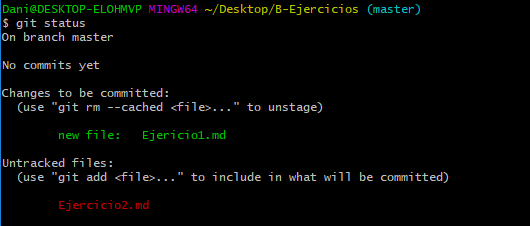 Dani@DESKTOP-ELOHMVP MINGW64 ~/Desktop/B-Ejercicios (master)
$ git status
On branch master
No commits yet
Changes to be committed:
(use "git rm --cached <file>..." to unstage)
new file:   Ejericio1.md
Untracked files:
(use "git add <file>..." to include in what will be committed)
Ejercicio2.md